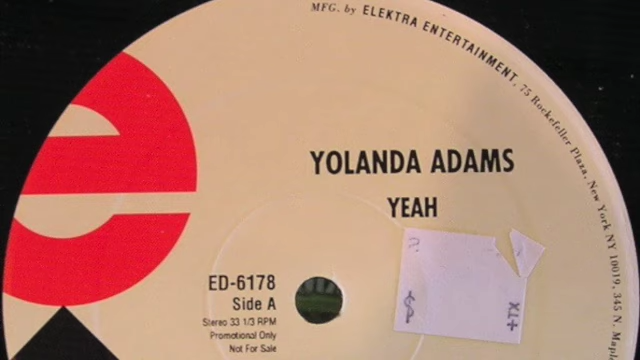 MFG. by ELEKTRA ENTERTAINMENT, 75 Rockefeller Plaza, New York NY 10019, 345 N. Maple
YOLANDA ADAMS
YEAH
ED-6178
Side A
Stereo 33 1/3 RPM
Promotional Only
Not For Sale